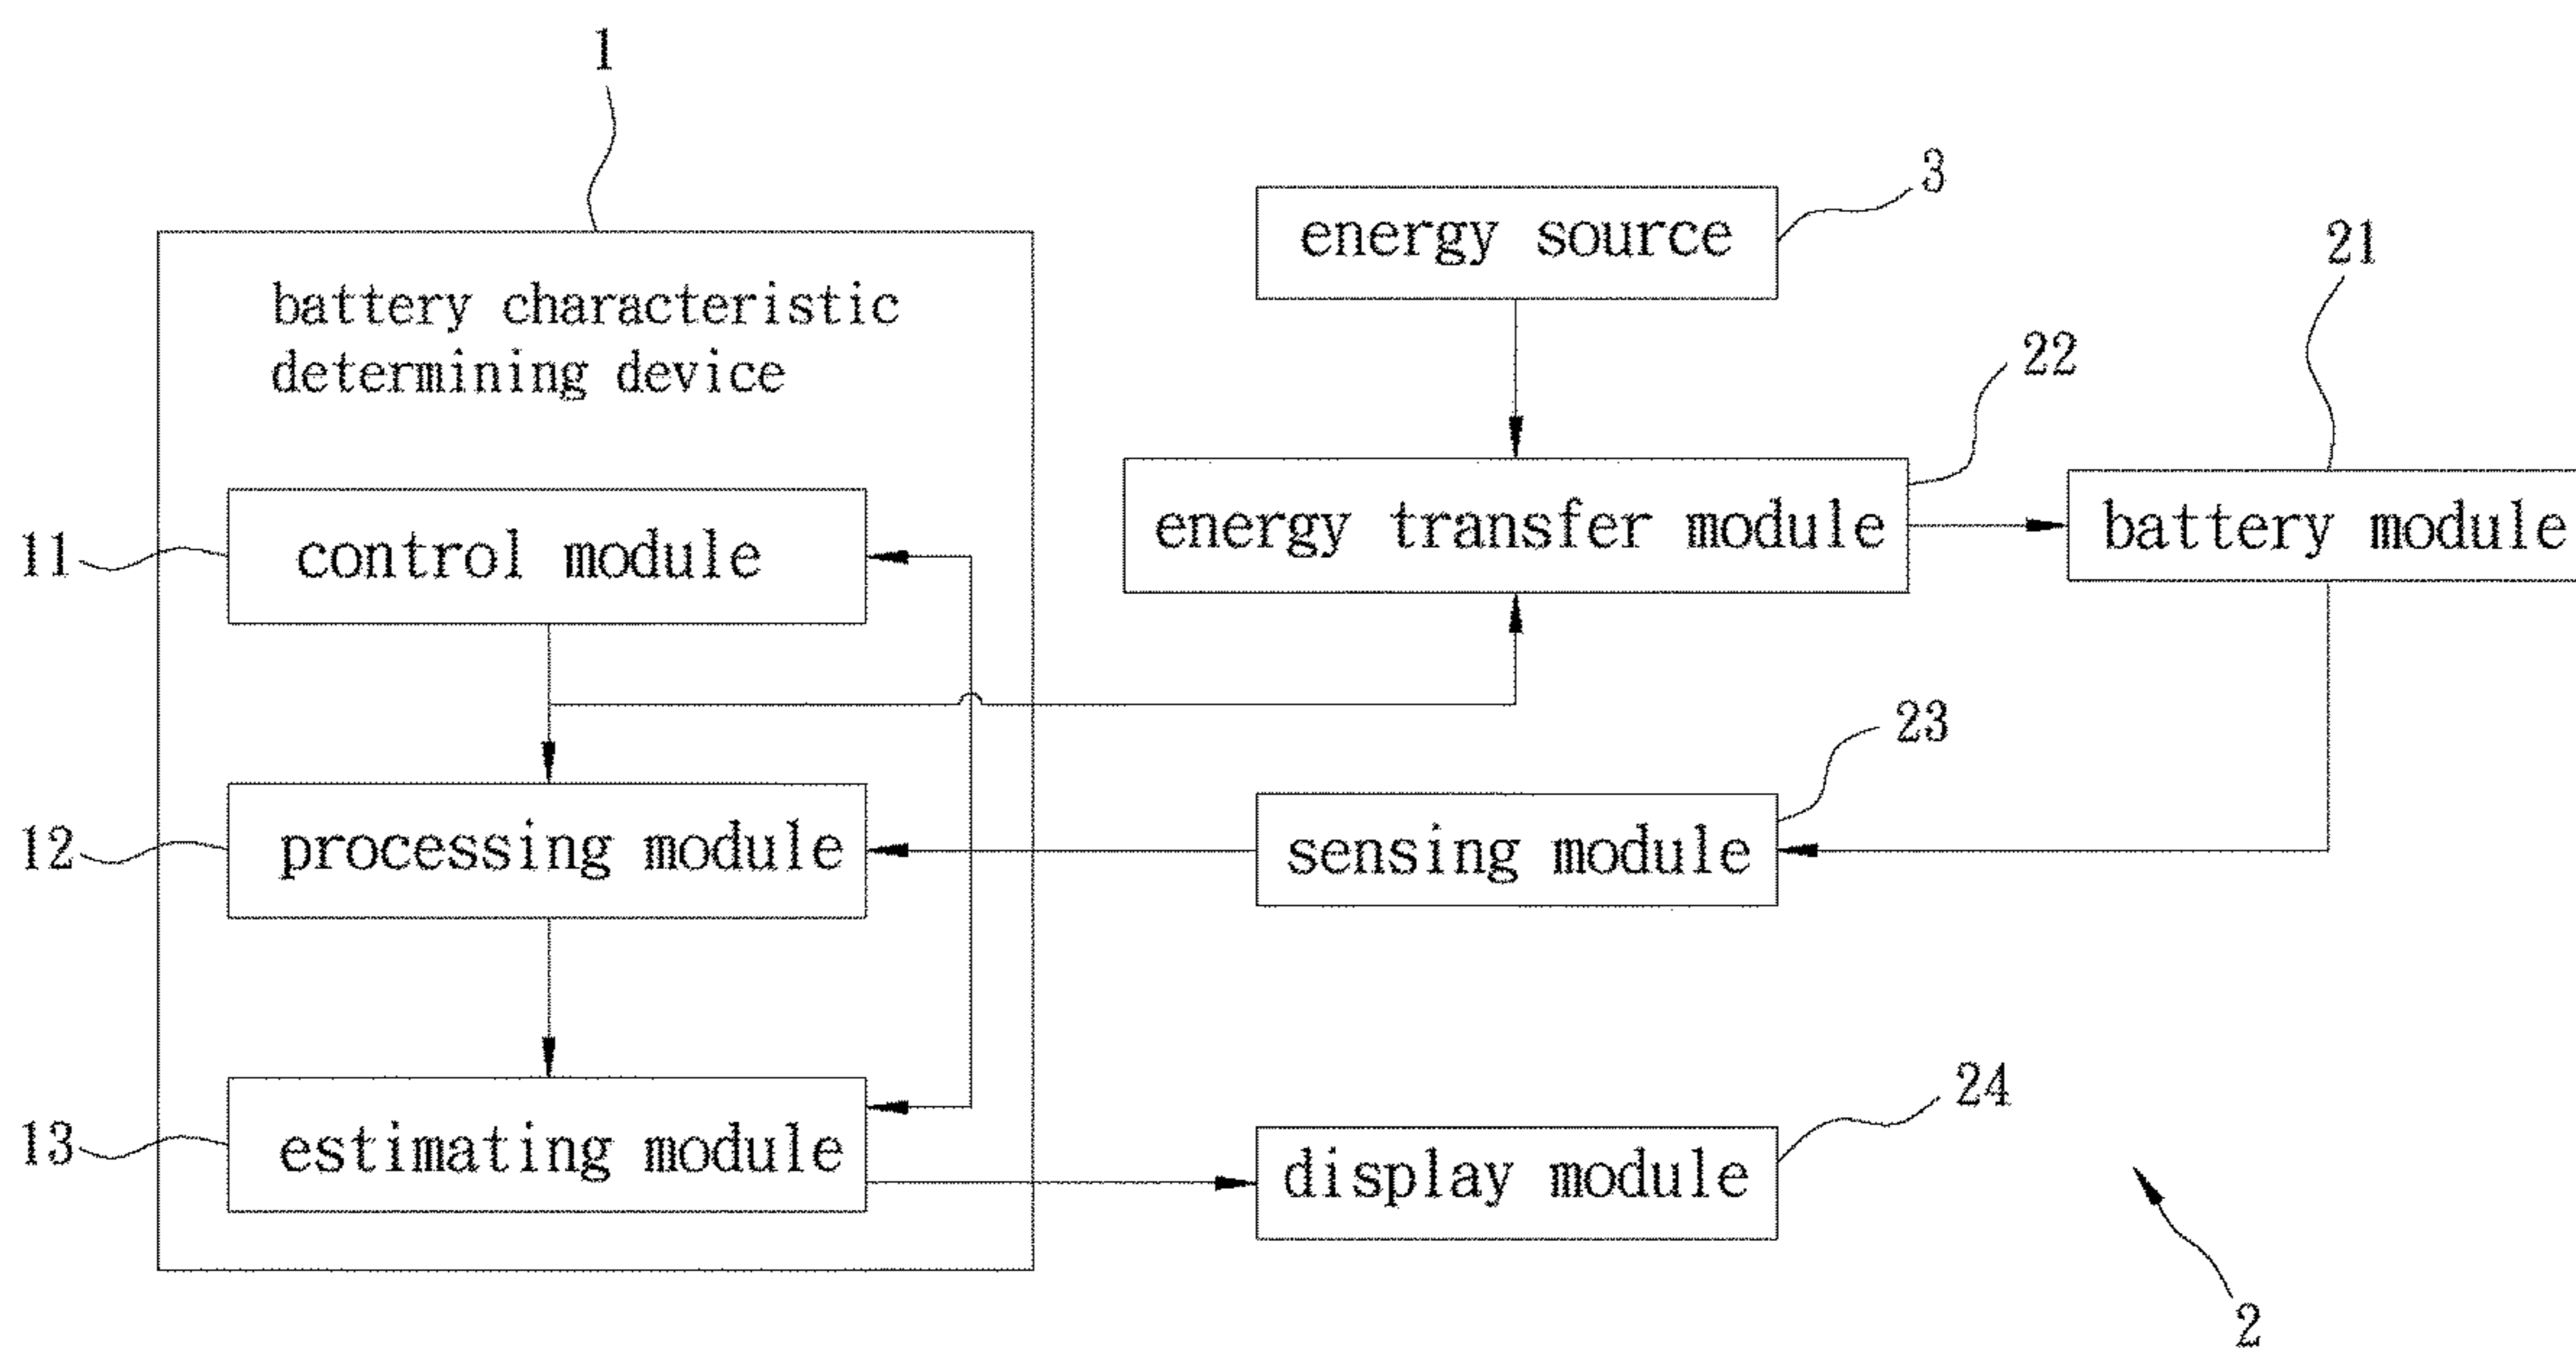 1
3
energy source
21
battery characteristic
determining device
22
11
control module
energy transfer module
battery module
23
12
processing module
sensing module
24
13
estimating module
display module
2